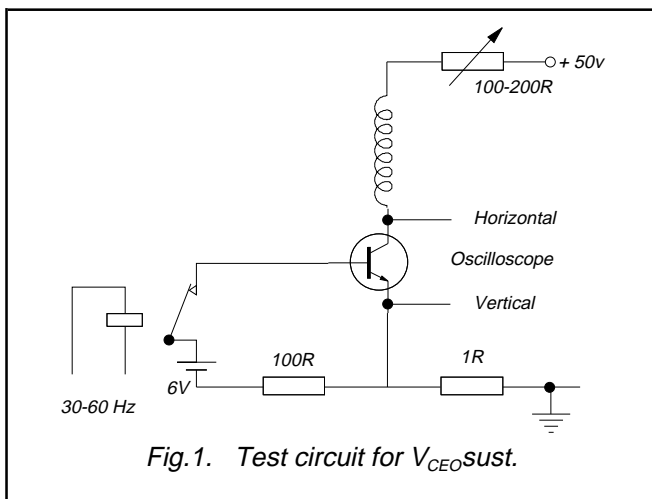 + 50v
100-200R
Horizontal
Oscilloscope
Vertical
100R
1R
6V
30-60 Hz
Fig.1. Test circuit for VCEOsust.